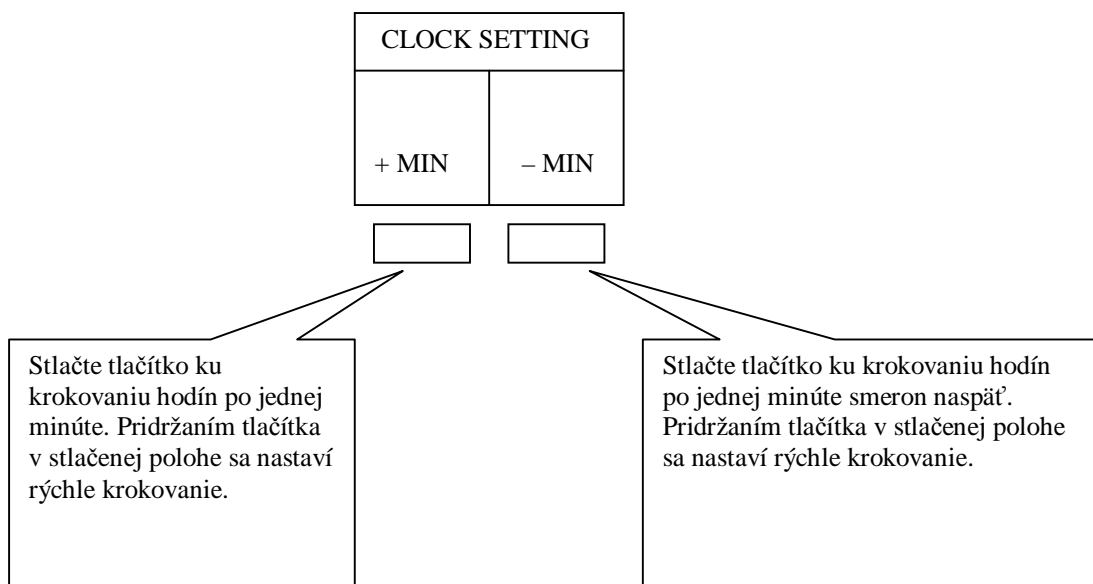 CLOCK SETTING
+ MIN
– MIN
Stlačte tlačítko ku
krokovaniu hodín po jednej
minúte. Pridržaním tlačítka
v stlačenej polohe sa nastaví
rýchle krokovanie.
Stlačte tlačítko ku krokovaniu hodín
po jednej minúte smeron naspäť.
Pridržaním tlačítka v stlačenej polohe
sa nastaví rýchle krokovanie.